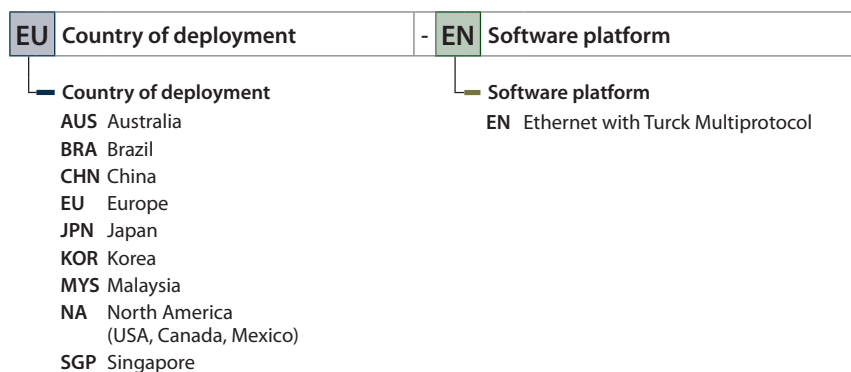 EU Country of deployment - EN Software platform
Country of deployment
AUS Australia
BRA Brazil
CHN China
EU Europe
JPN Japan
KOR Korea
MYS Malaysia
NA North America
(USA, Canada, Mexico)
SGP Singapore
Software platform
EN Ethernet with Turck Multiprotocol